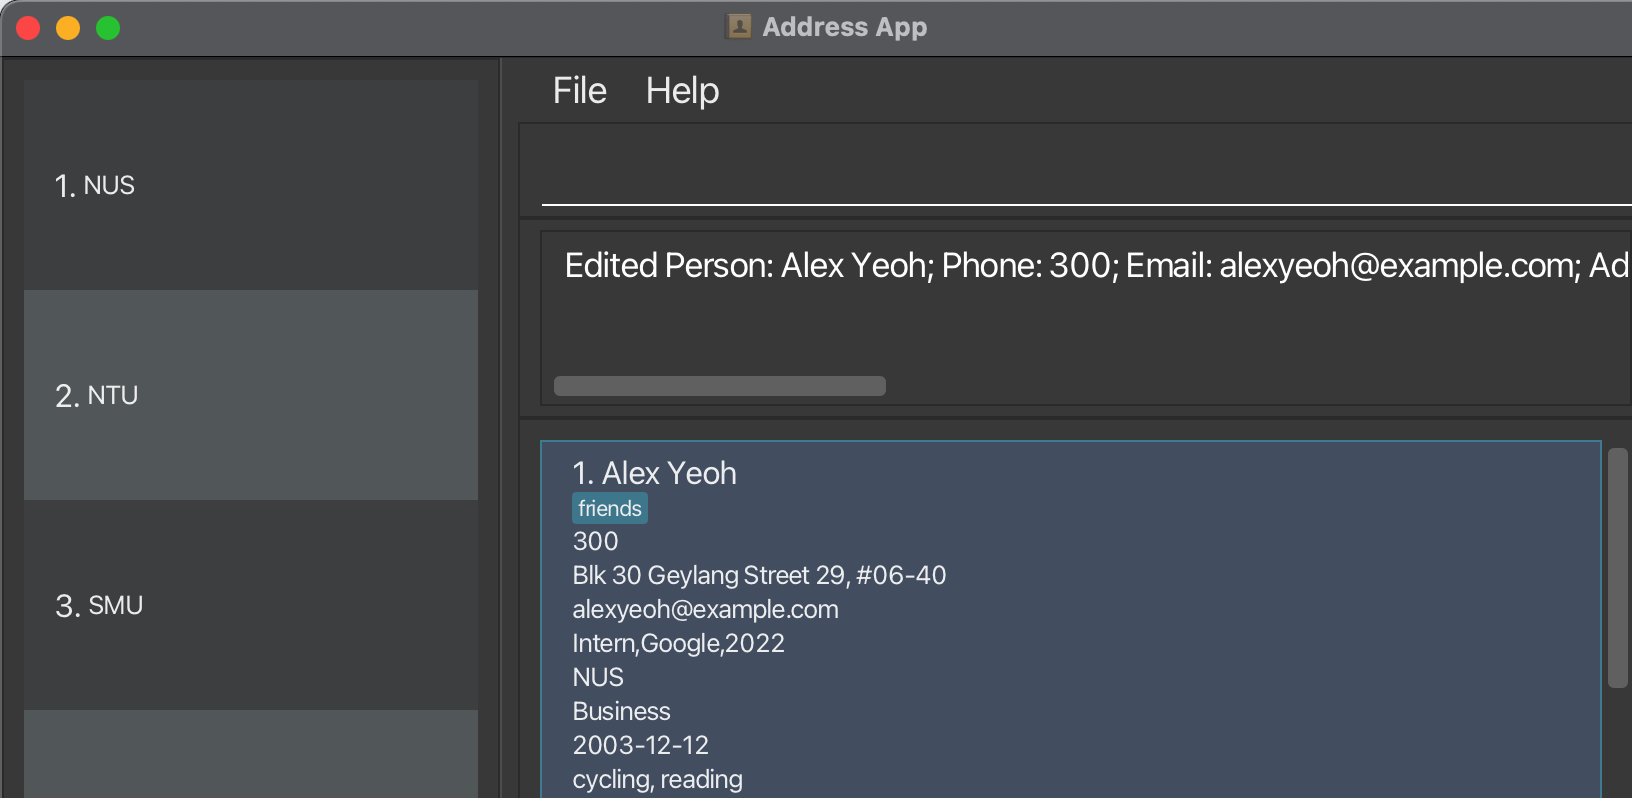 Address App
1. NUS
2. NTU
3. SMU
File Help
Edited Person: Alex Yeoh; Phone: 300; Email: alexyeoh@example.com; Ad
1. Alex Yeoh
friends
300
Blk 30 Geylang Street 29, #06-40
alexyeoh@example.com
Intern,Google,2022
NUS
Business
2003-12-12
cycling, reading